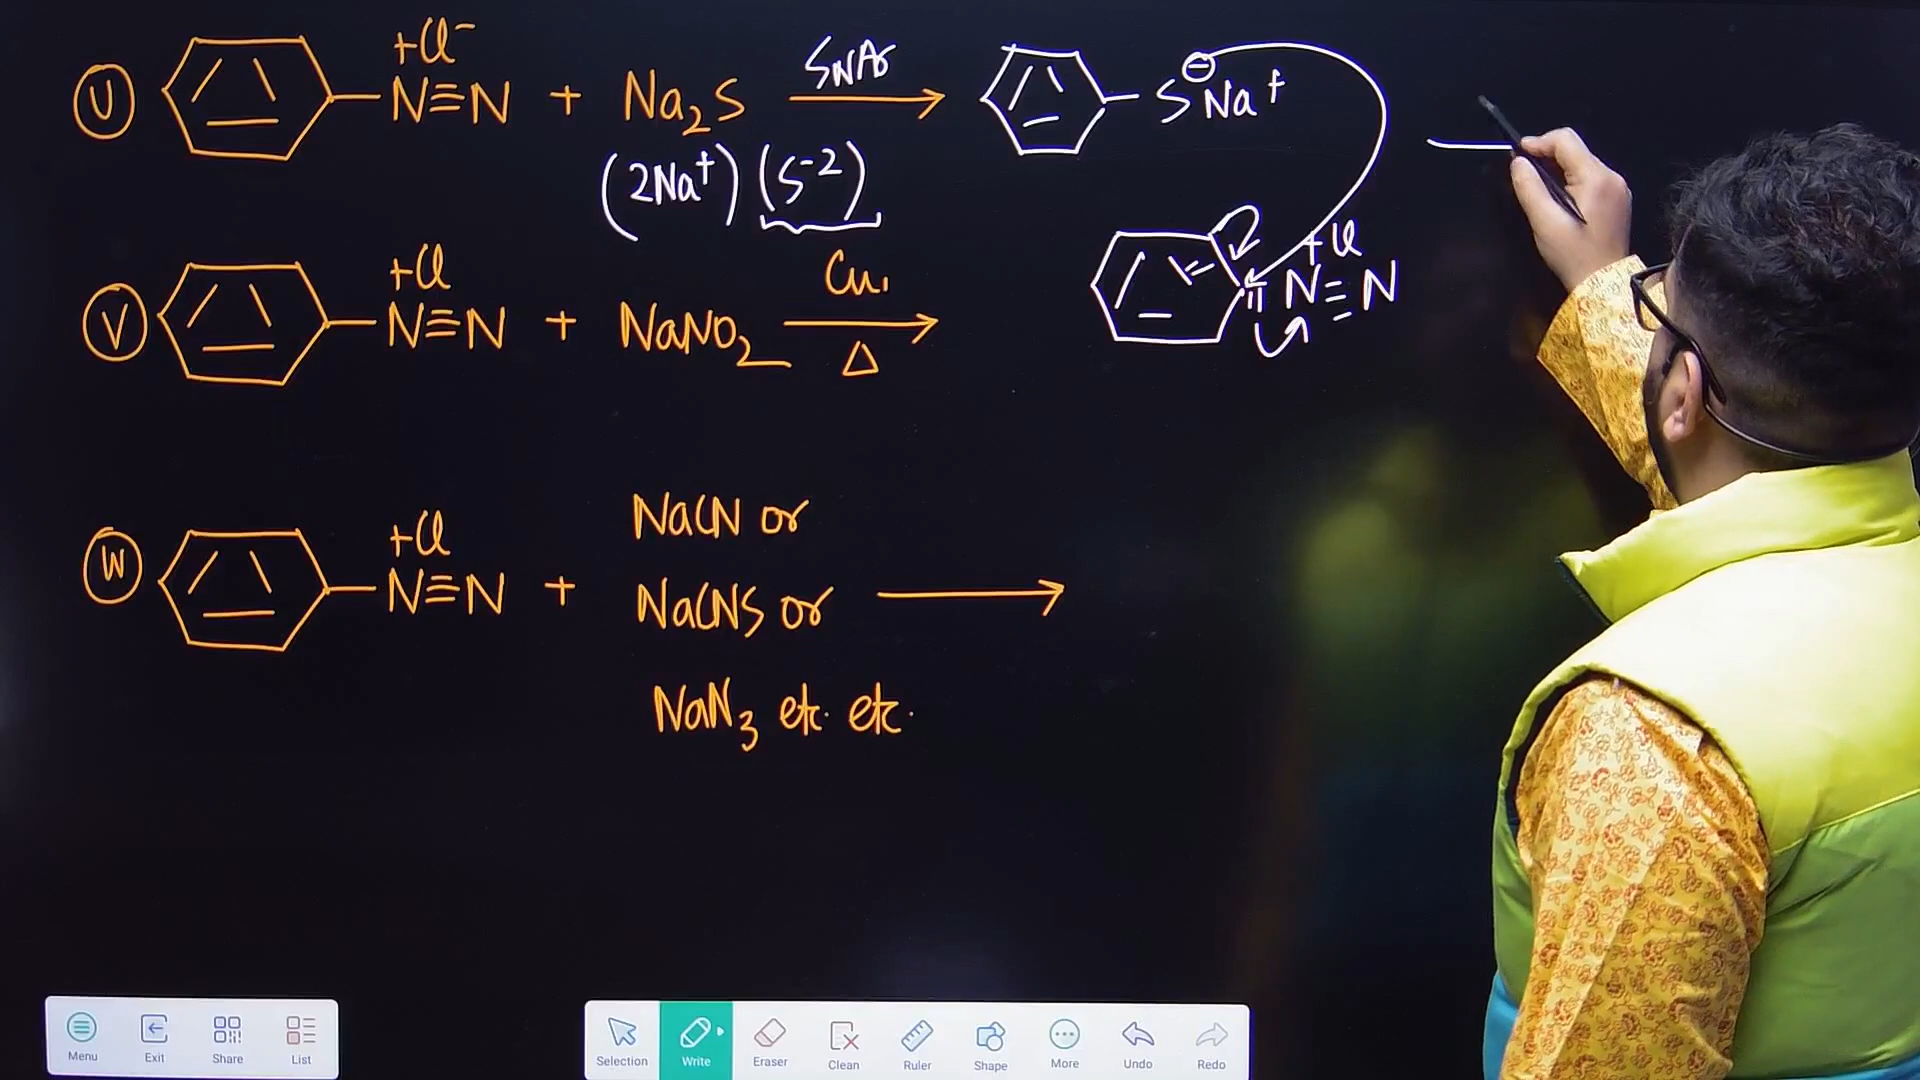 (U) +Cl⁻ N≡N + Na₂S SNAr S⊖ Na⁺
(2Na⁺) (S⁻²)
+Cl N≡N
(V) +Cl N≡N + NaNO₂ Cu, Δ
(W) +Cl N≡N +
NaCN or
NaCNS or
NaN₃ etc. etc.
Menu Exit Share List Selection Write Eraser Clean Ruler Shape More Undo Redo